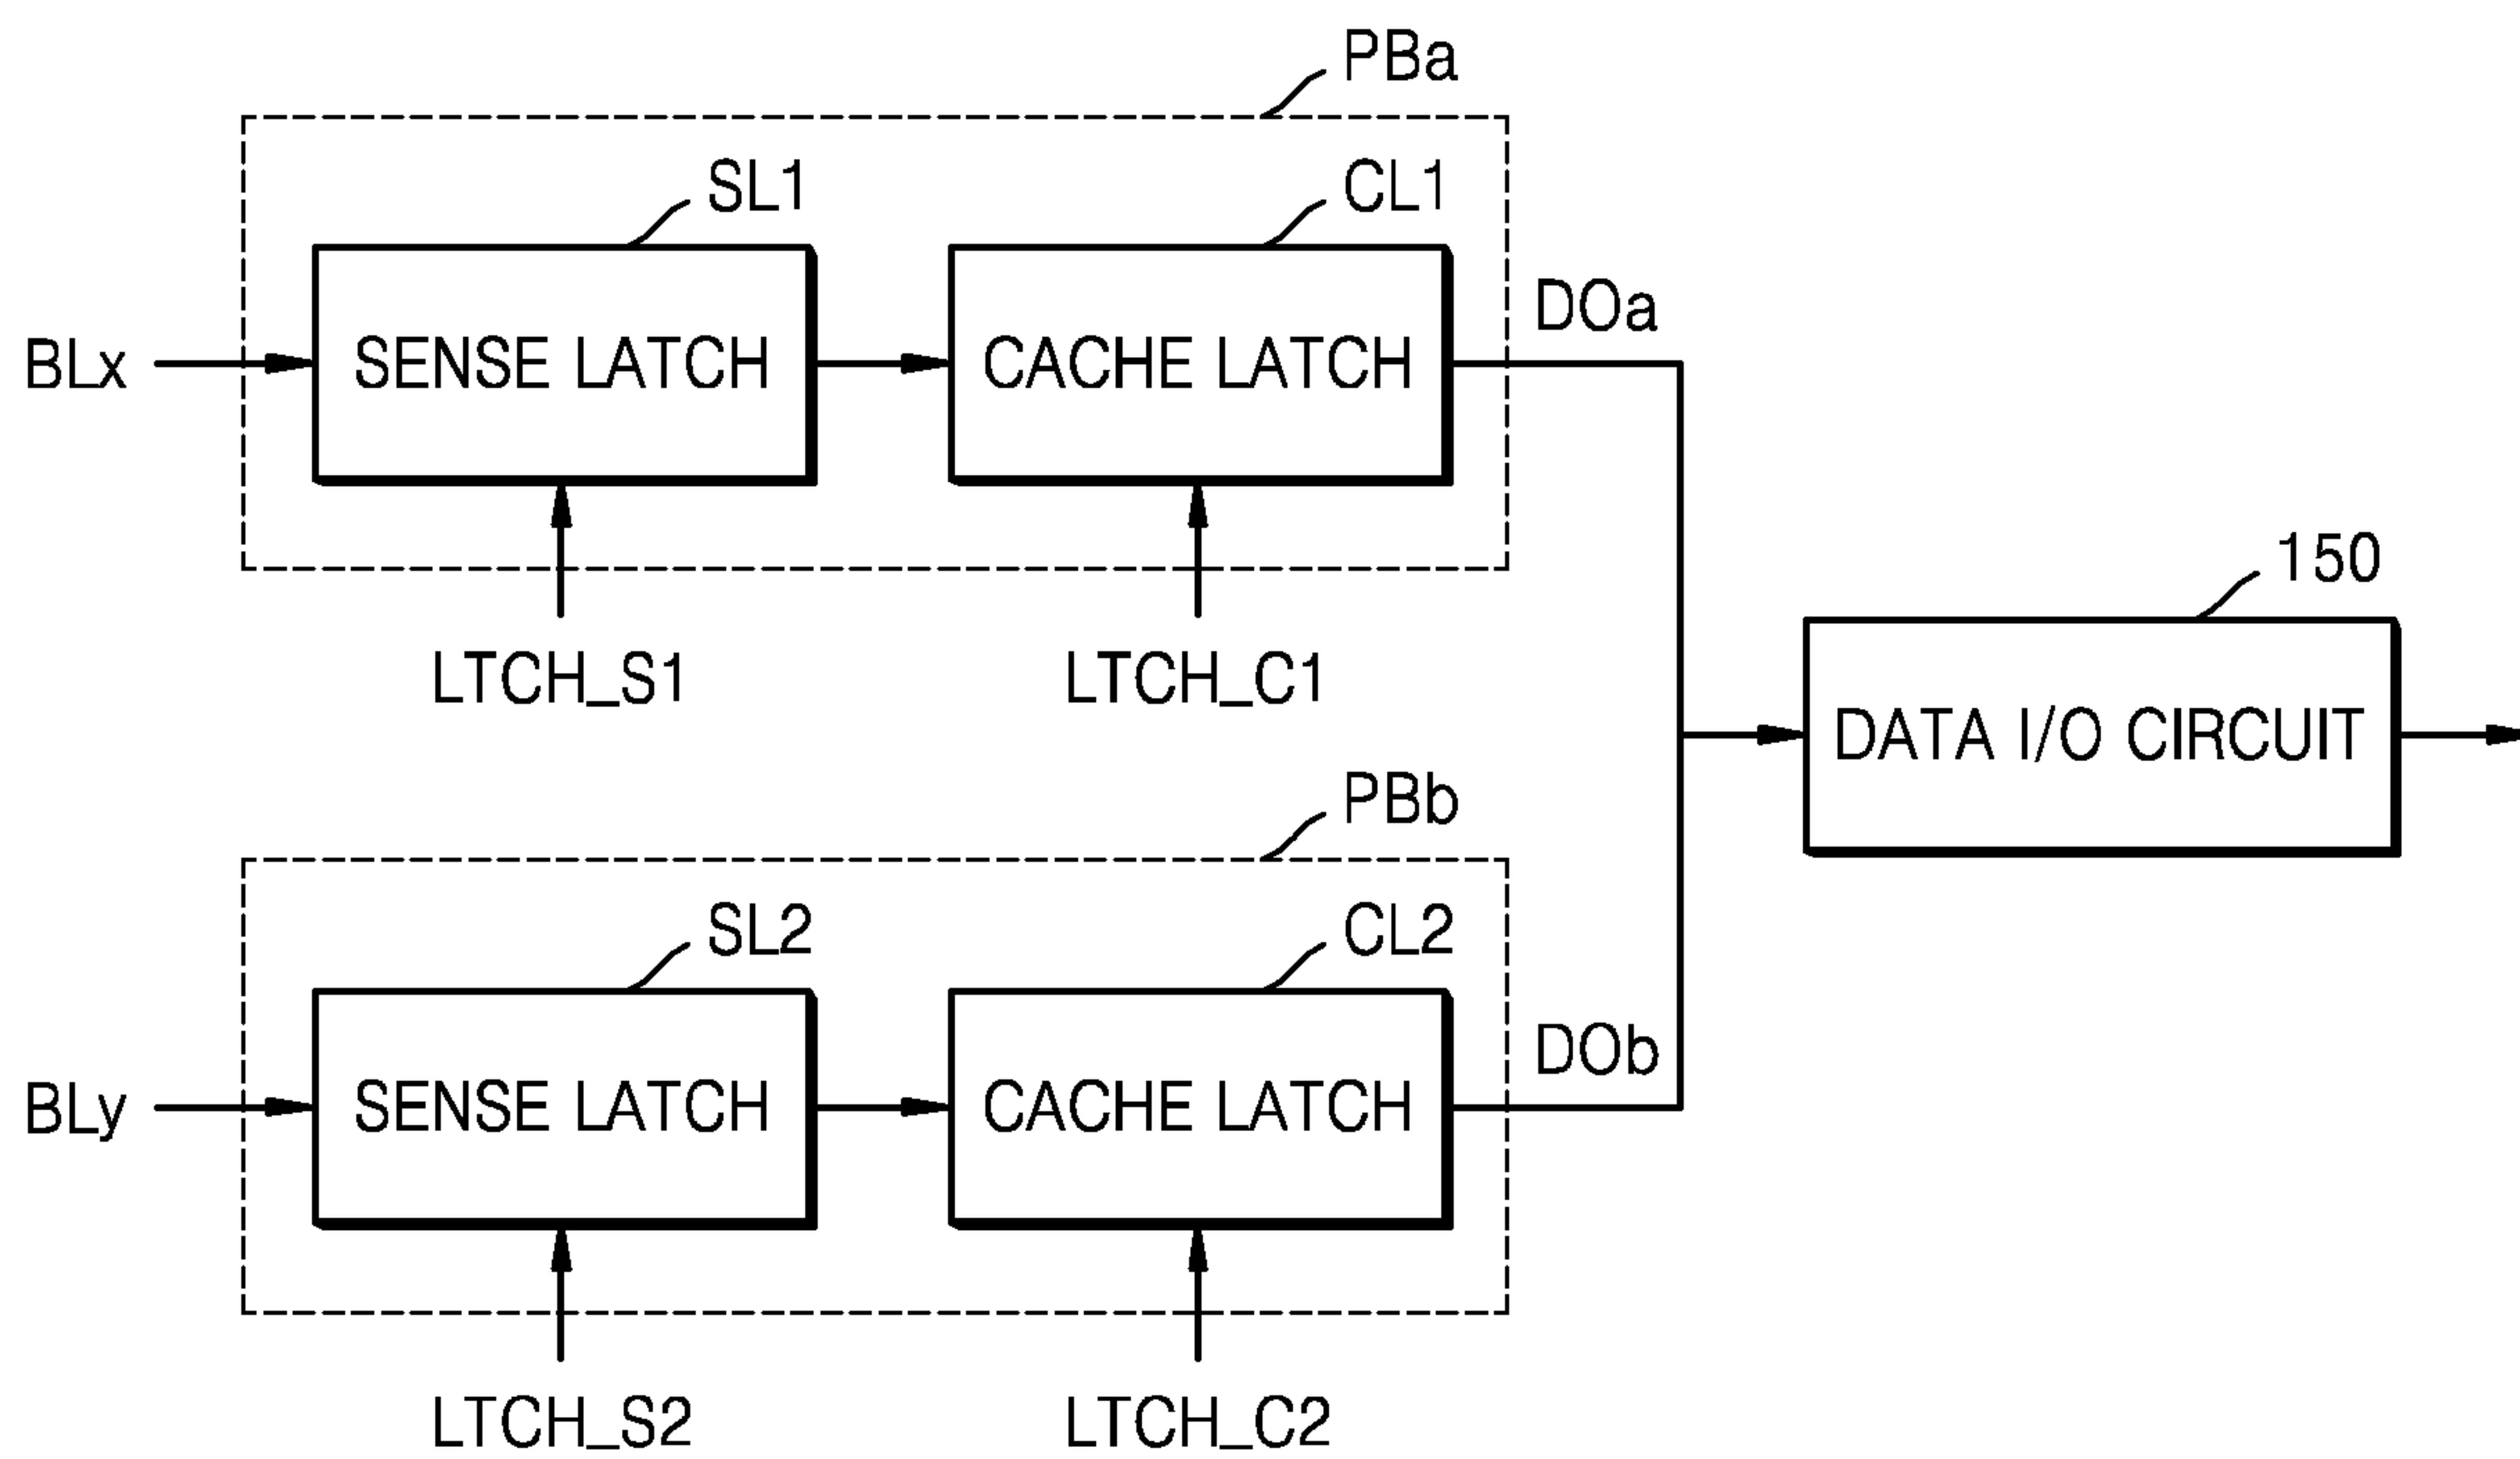 PBa
SL1
CL1
DOa
BLx
SENSE LATCH
CACHE LATCH
LTCH_S1
LTCH_C1
150
DATA I/O CIRCUIT
PBb
SL2
CL2
DOb
BLy
SENSE LATCH
CACHE LATCH
LTCH_S2
LTCH_C2